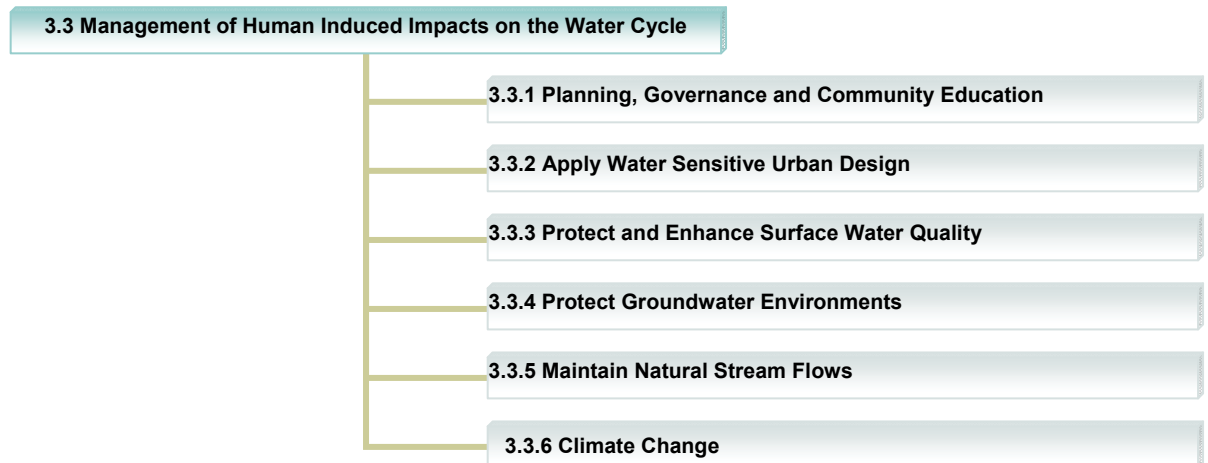 3.3 Management of Human Induced Impacts on the Water Cycle
3.3.1 Planning, Governance and Community Education
3.3.2 Apply Water Sensitive Urban Design
3.3.3 Protect and Enhance Surface Water Quality
3.3.4 Protect Groundwater Environments
3.3.5 Maintain Natural Stream Flows
3.3.6 Climate Change